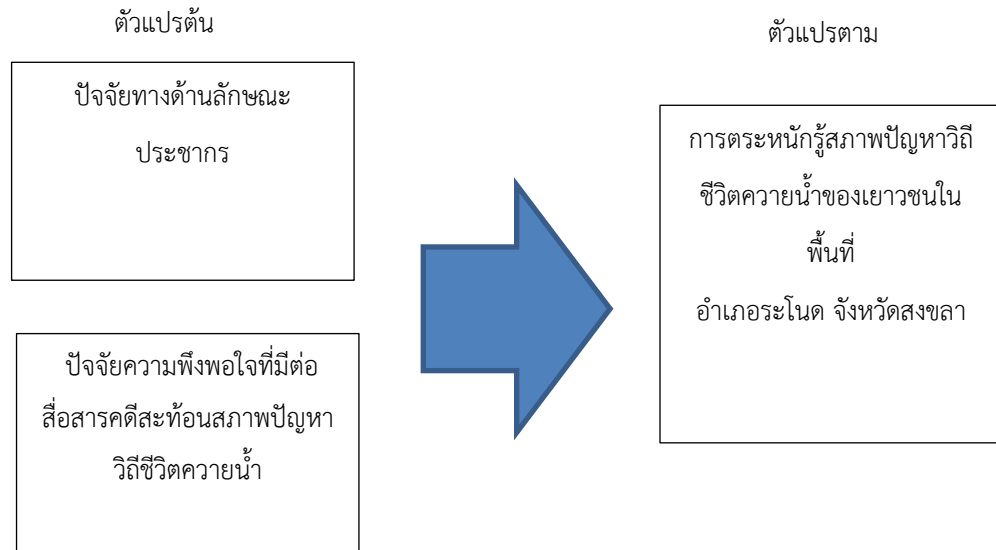 ตัวแปรต้น
ปัจจัยทางด้านลักษณะ
ประชากร
ปัจจัยความพึงพอใจที่มีต่อ
สื่อสารคดีสะท้อนสภาพปัญหา
วิถีชีวิตควายน้ำ
ตัวแปรตาม
การตระหนักรู้สภาพปัญหาวิถี
ชีวิตควายน้ำของเยาวชนใน
พื้นที่
อำเภอระโนด จังหวัดสงขลา